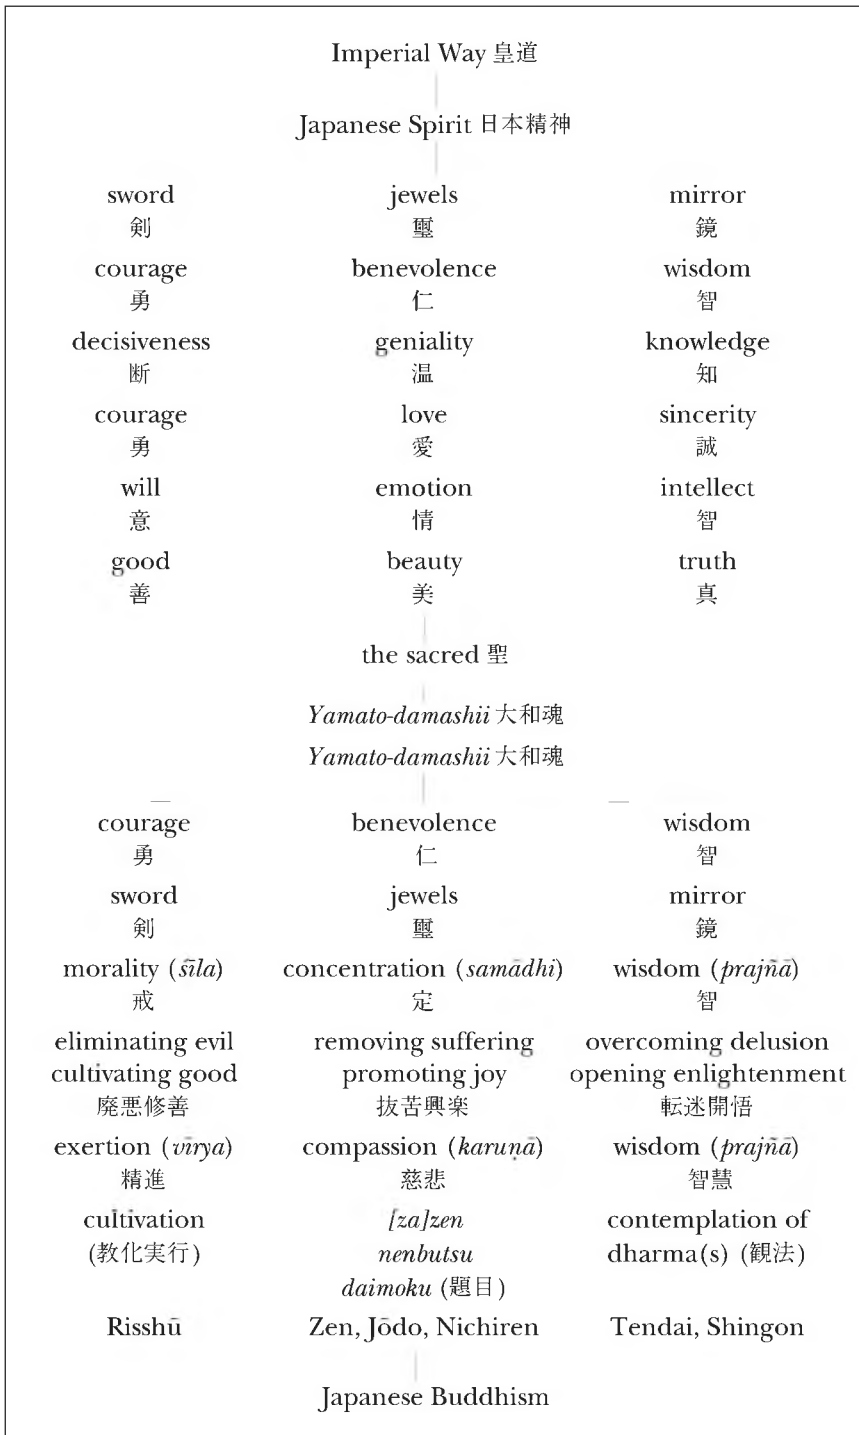 Imperial Way 皇道
Japanese Spirit 日本精神
sword jewels mirror
剣 璽 鏡
courage benevolence wisdom
勇 仁 智
decisiveness geniality knowledge
断 温 知
courage love sincerity
勇 愛 誠
will emotion intellect
意 情 智
good beauty truth
善 美 真
the sacred 聖
Yamato-damashii 大和魂
Yamato-damashii 大和魂
courage benevolence wisdom
勇 仁 智
sword jewels mirror
剣 璽 鏡
morality (sīla) concentration (samādhi) wisdom (prajñā)
戒 定 智
eliminating evil removing suffering overcoming delusion
cultivating good promoting joy opening enlightenment
廃悪修善 抜苦興楽 転迷開悟
exertion (vīrya) compassion (karuṇā) wisdom (prajñā)
精進 慈悲 智慧
cultivation [za]zen contemplation of
(教化実行) nenbutsu dharma(s) (観法)
daimoku (題目)
Risshū Zen, Jōdo, Nichiren Tendai, Shingon
Japanese Buddhism